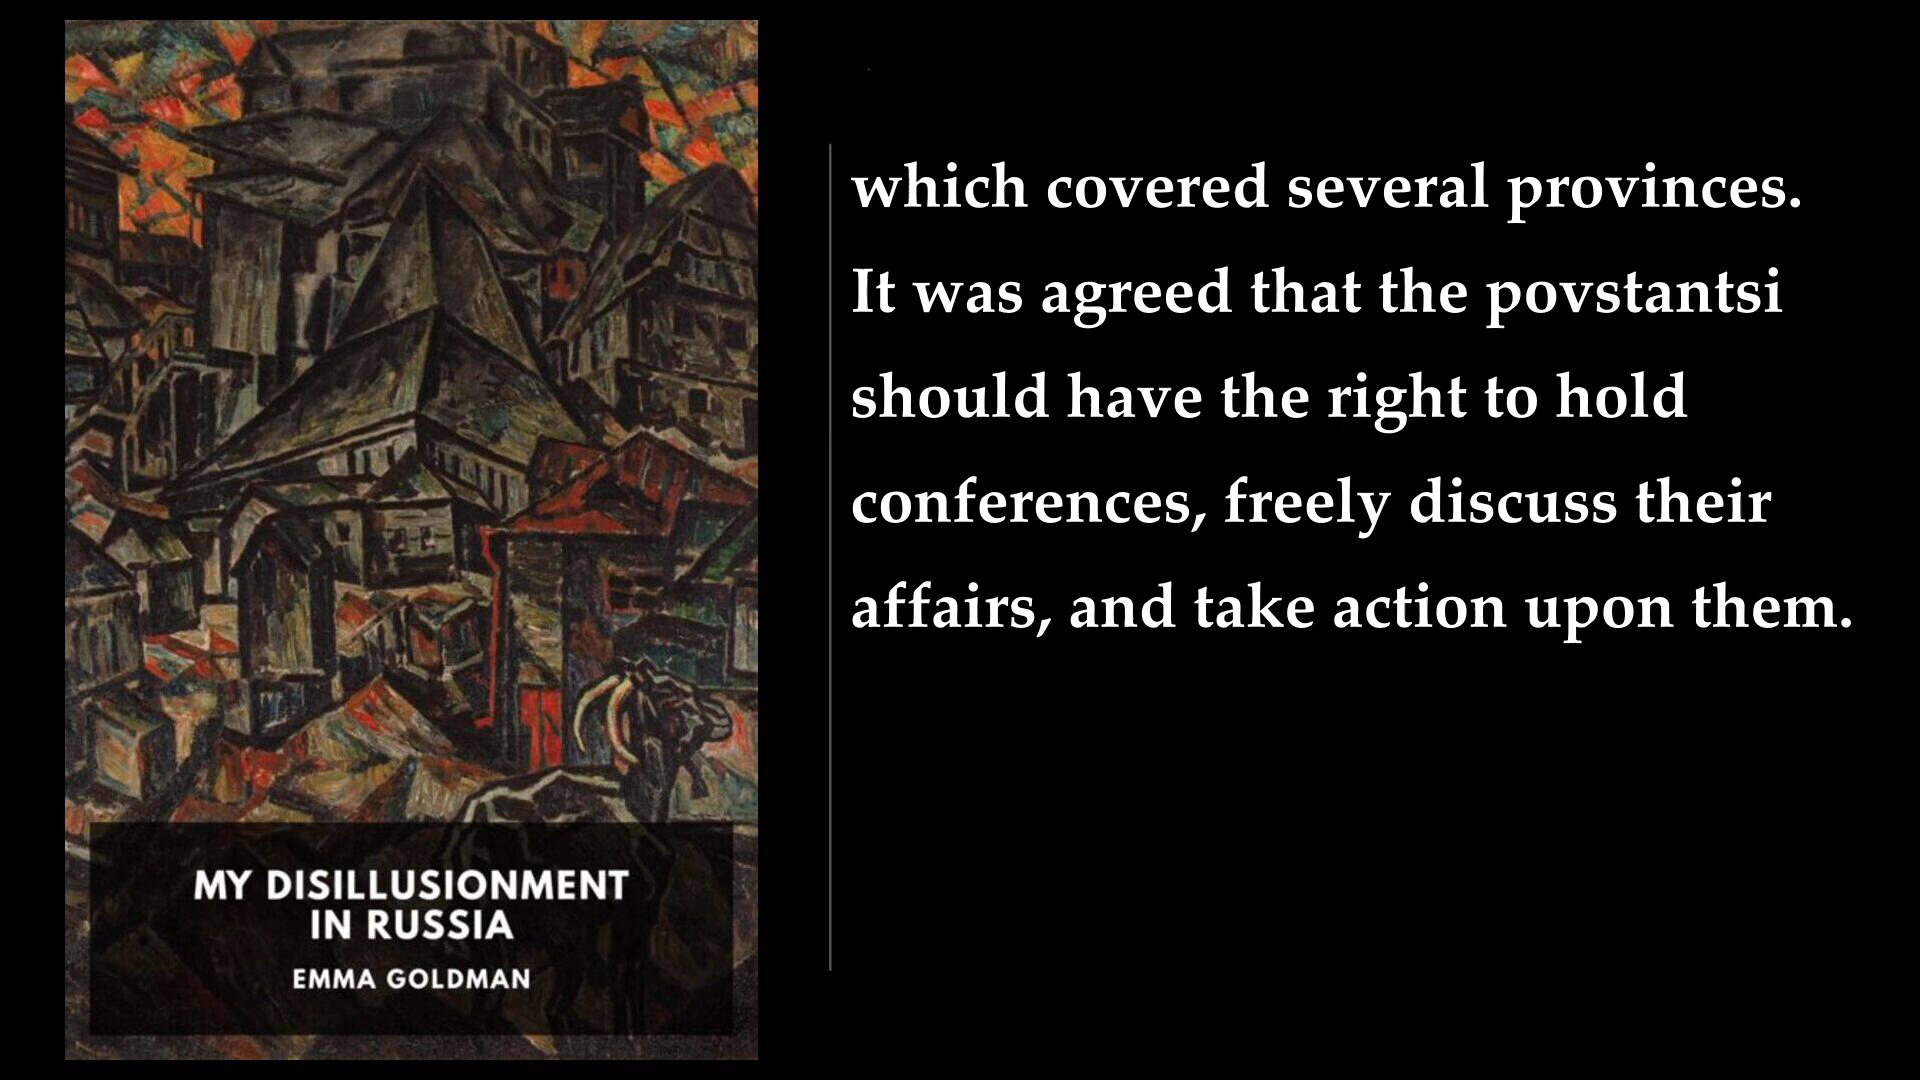 MY DISILLUSIONMENT
IN RUSSIA
EMMA GOLDMAN
which covered several provinces.
It was agreed that the povstantsi
should have the right to hold
conferences, freely discuss their
affairs, and take action upon them.